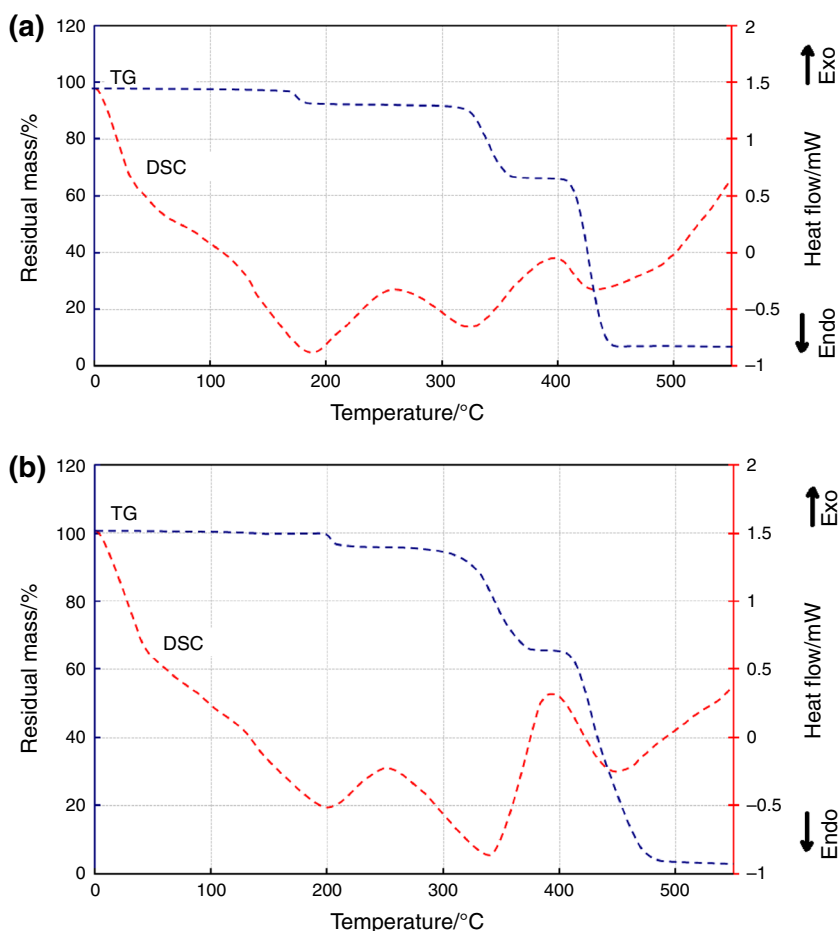 (a)
120
100
80
60
40
20
0
TG
DSC
Residual mass/%
0 100 200 300 400 500
Temperature/°C
2
1.5
1
0.5
0
−0.5
−1
Heat flow/mW
Exo
Endo
(b)
120
100
80
60
40
20
0
TG
DSC
Residual mass/%
0 100 200 300 400 500
Temperature/°C
2
1.5
1
0.5
0
−0.5
−1
Heat flow/mW
Exo
Endo